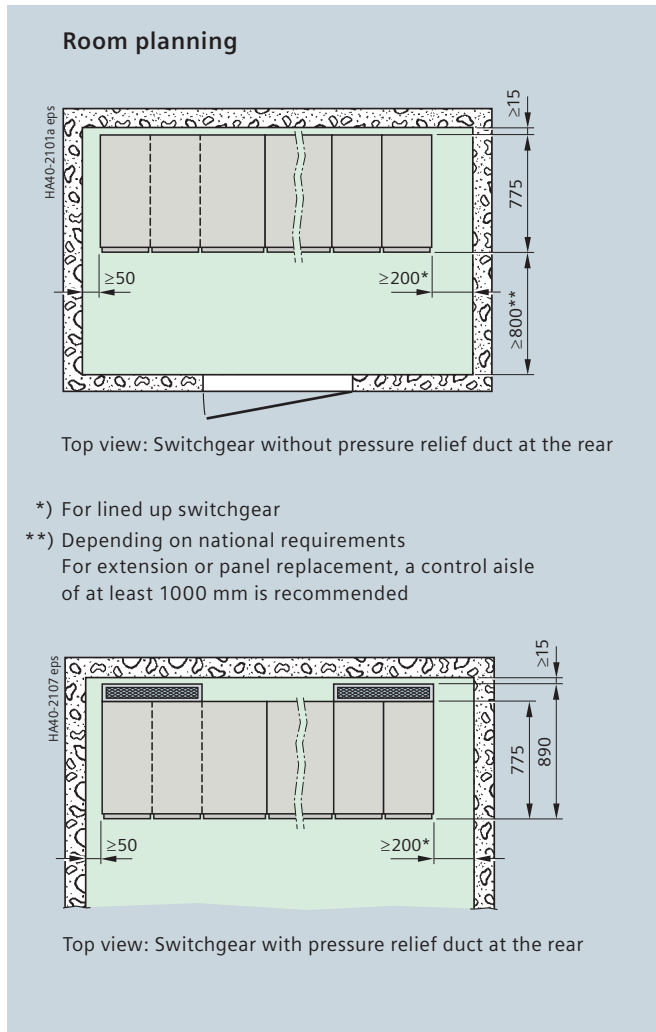 Room planning
HA40-2101a eps
≥15
775
≥50
≥200*
≥800**
Top view: Switchgear without pressure relief duct at the rear
*) For lined up switchgear
**) Depending on national requirements
For extension or panel replacement, a control aisle
of at least 1000 mm is recommended
HA40-2107 eps
≥15
775
890
≥50
≥200*
Top view: Switchgear with pressure relief duct at the rear